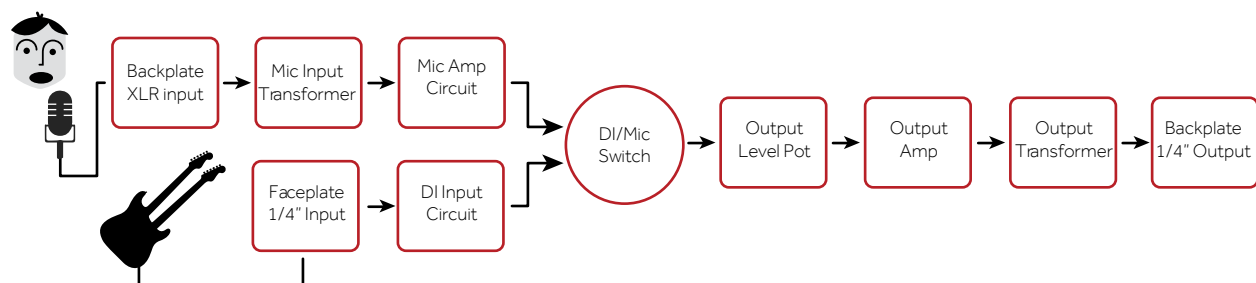 Backplate
XLR input
Mic Input
Transformer
Mic Amp
Circuit
Faceplate
1/4" Input
DI Input
Circuit
DI/Mic
Switch
Output
Level Pot
Output
Amp
Output
Transformer
Backplate
1/4" Output